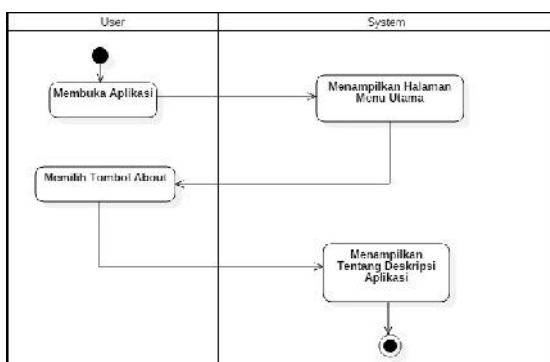 User
System
Membuka Aplikasi
Menampilkan Halaman
Menu Utama
Memilih Tombol About
Menampilkan
Tentang Deskripsi
Aplikasi